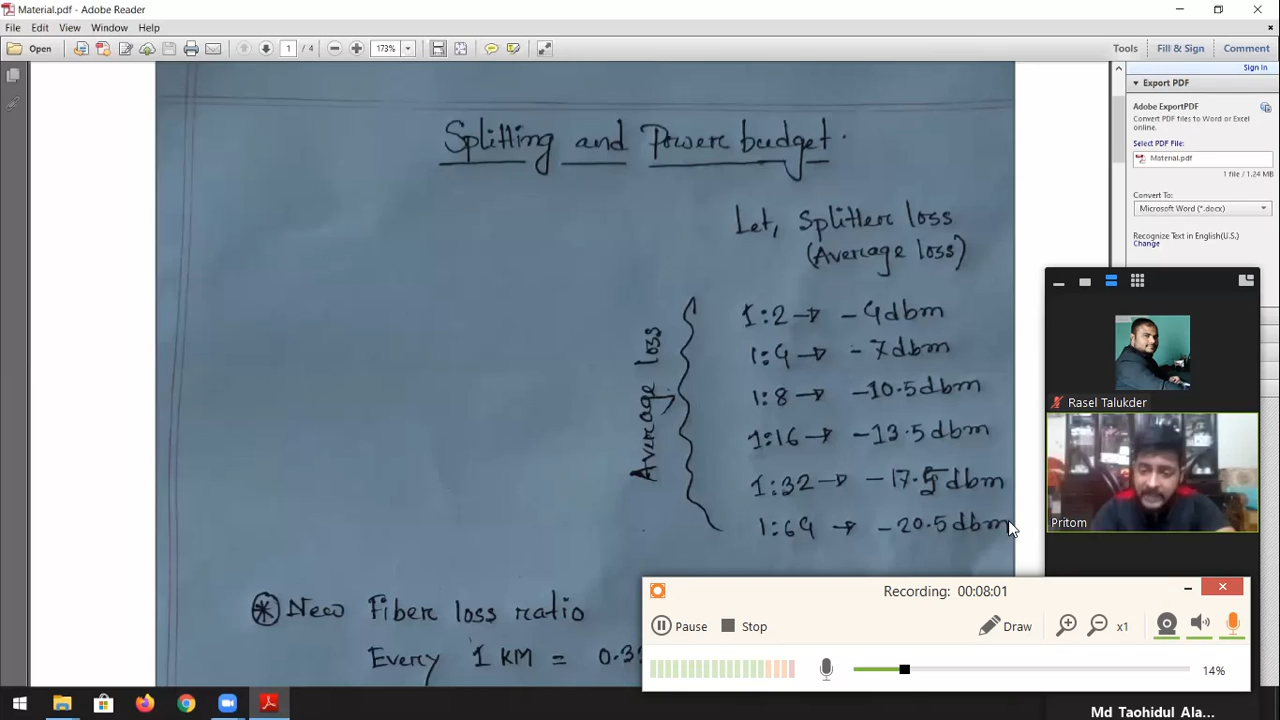 Material.pdf - Adobe Reader
File Edit View Window Help
Open 1 / 4 173% Tools Fill & Sign Comment
Sign In
Export PDF
Adobe ExportPDF
Convert PDF files to Word or Excel
online.
Select PDF File:
Material.pdf
1 file / 1.24 MB
Convert To:
Microsoft Word (*.docx)
Recognize Text in English(U.S.)
Change
Splitting and Powerc budget.
Let, Splitterc loss
(Average loss)
Average loss
1:2 → -4dbm
1:4 → -7dbm
1:8 → -10.5dbm
1:16 → -13.5dbm
1:32 → -17.5dbm
1:64 → -20.5dbm
New Fiberc loss ratio
Every 1 KM = 0.3
Rasel Talukder
Pritom
Recording: 00:08:01
Pause Stop Draw x1
14%
Md Taohidul Ala...